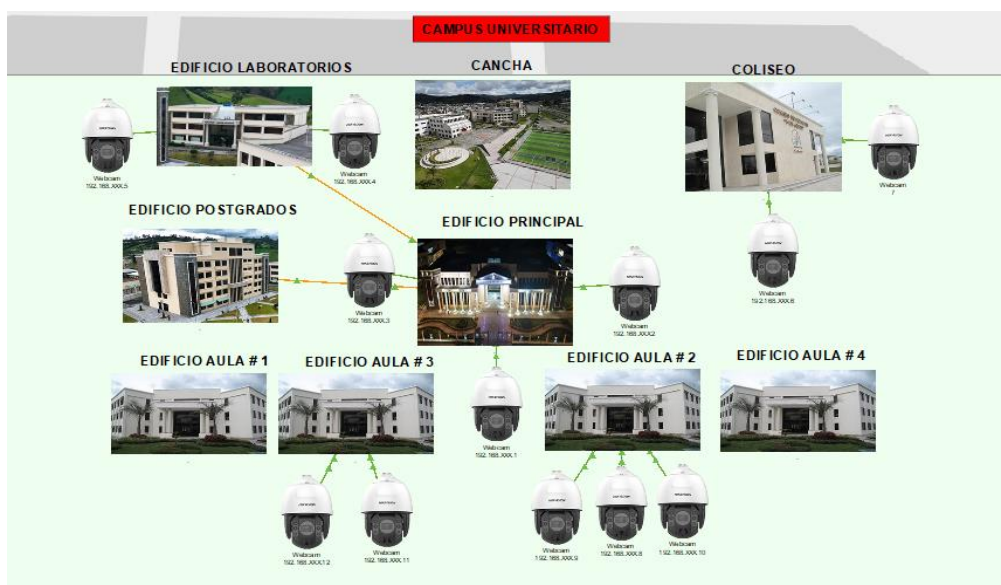 CAMPUS UNIVERSITARIO
EDIFICIO LABORATORIOS
CANCHA
COLISEO
Webcam
192.168.XXX.5
Webcam
192.168.XXX.4
Webcam
7
EDIFICIO POSTGRADOS
EDIFICIO PRINCIPAL
Webcam
192.168.XXX.3
Webcam
192.168.XXX.2
Webcam
192.168.XXX.6
EDIFICIO AULA # 1
EDIFICIO AULA # 3
EDIFICIO AULA # 2
EDIFICIO AULA # 4
Webcam
192.168.XXX.1
Webcam
192.168.XXX.12
Webcam
192.168.XXX.11
Webcam
192.168.XXX.9
Webcam
192.168.XXX.8
Webcam
192.168.XXX.10